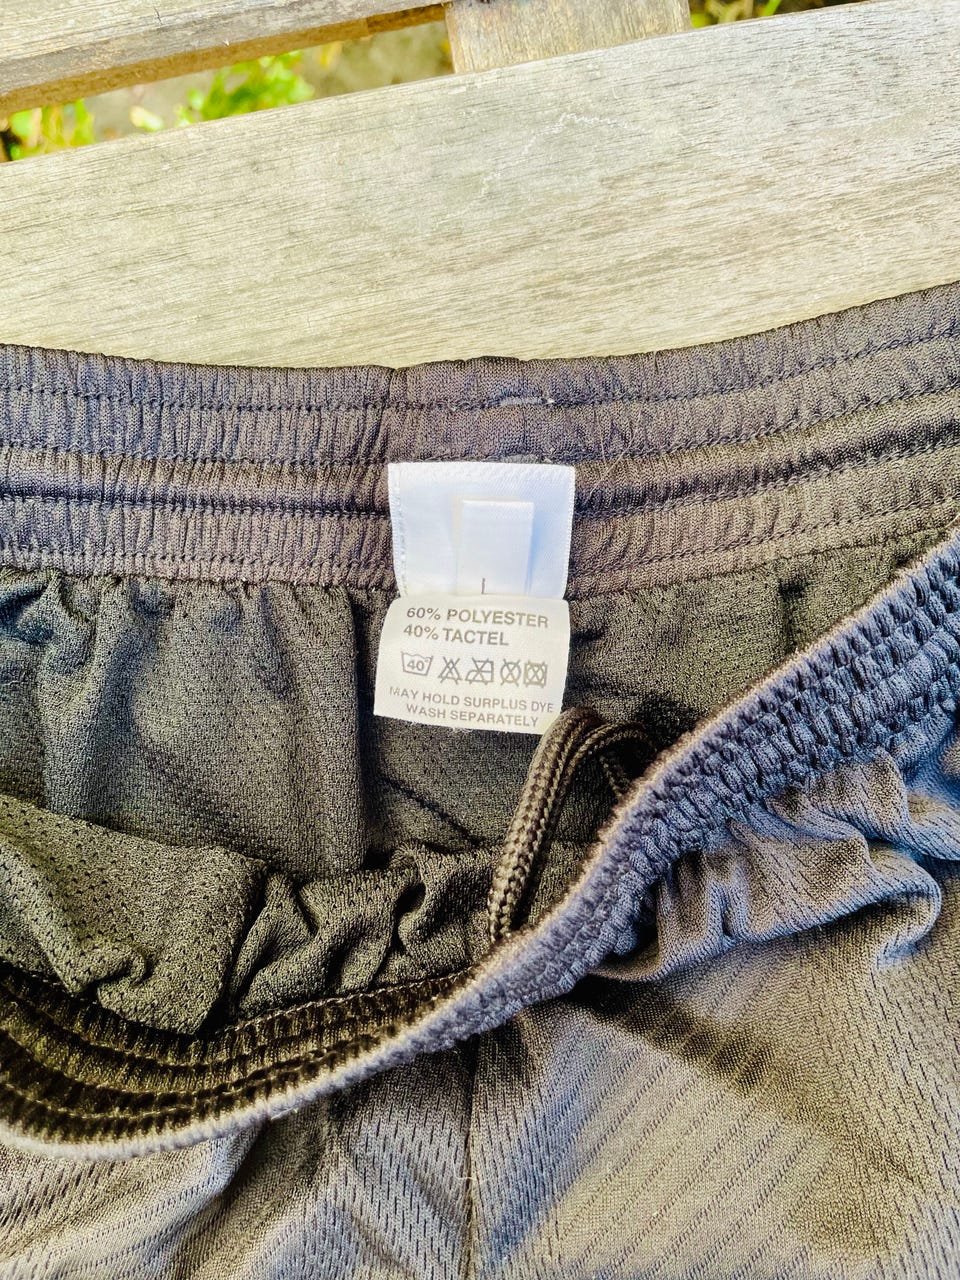 L
60% POLYESTER
40% TACTEL
40
MAY HOLD SURPLUS DYE
WASH SEPARATELY